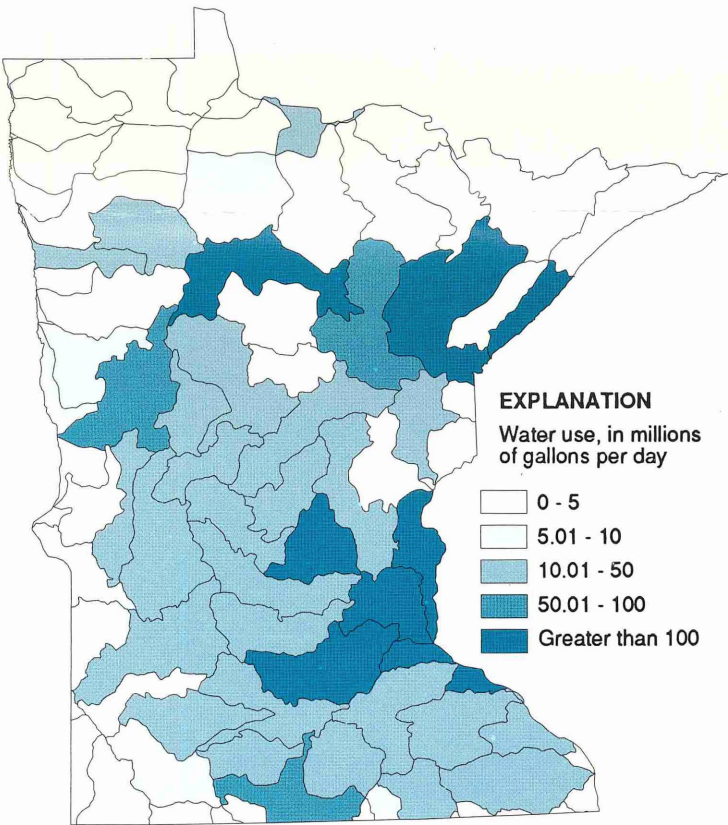 EXPLANATION
Water use, in millions
of gallons per day
0 - 5
5.01 - 10
10.01 - 50
50.01 - 100
Greater than 100